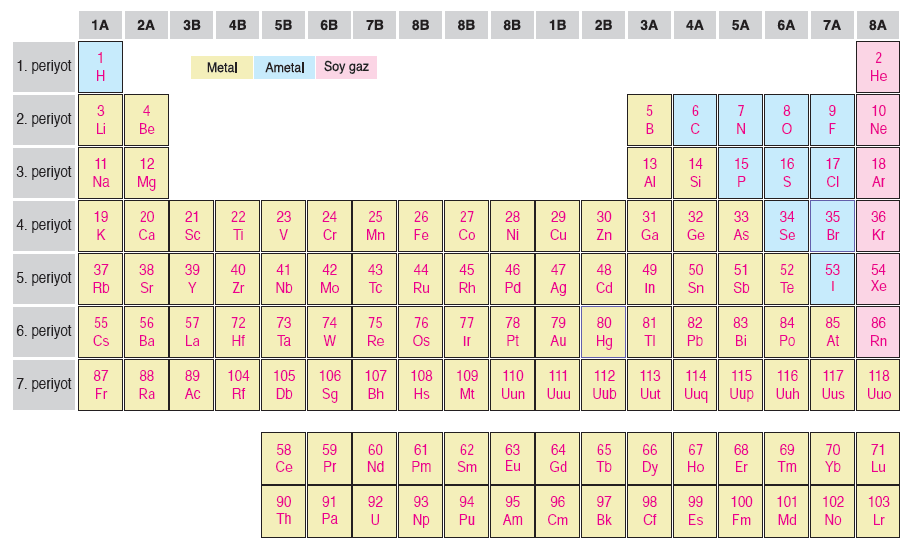 1A 2A 3B 4B 5B 6B 7B 8B 8B 8B 1B 2B 3A 4A 5A 6A 7A 8A
1. periyot 1 2
H He
Metal Ametal Soy gaz
2. periyot 3 4 5 6 7 8 9 10
Li Be B C N O F Ne
3. periyot 11 12 13 14 15 16 17 18
Na Mg Al Si P S Cl Ar
4. periyot 19 20 21 22 23 24 25 26 27 28 29 30 31 32 33 34 35 36
K Ca Sc Ti V Cr Mn Fe Co Ni Cu Zn Ga Ge As Se Br Kr
5. periyot 37 38 39 40 41 42 43 44 45 46 47 48 49 50 51 52 53 54
Rb Sr Y Zr Nb Mo Tc Ru Rh Pd Ag Cd In Sn Sb Te I Xe
6. periyot 55 56 57 72 73 74 75 76 77 78 79 80 81 82 83 84 85 86
Cs Ba La Hf Ta W Re Os Ir Pt Au Hg Tl Pb Bi Po At Rn
7. periyot 87 88 89 104 105 106 107 108 109 110 111 112 113 114 115 116 117 118
Fr Ra Ac Rf Db Sg Bh Hs Mt Uun Uuu Uub Uut Uuq Uup Uuh Uus Uuo
58 59 60 61 62 63 64 65 66 67 68 69 70 71
Ce Pr Nd Pm Sm Eu Gd Tb Dy Ho Er Tm Yb Lu
90 91 92 93 94 95 96 97 98 99 100 101 102 103
Th Pa U Np Pu Am Cm Bk Cf Es Fm Md No Lr